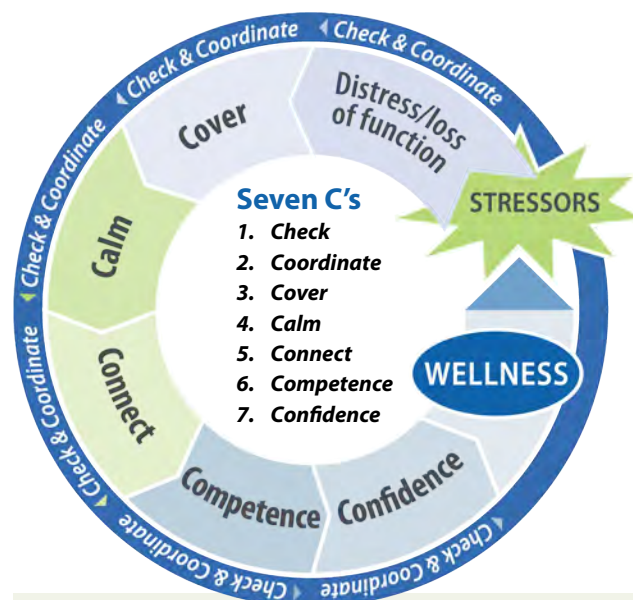 Check & Coordinate
Distress/loss
of function
STRESSORS
Check & Coordinate
Cover
Check & Coordinate
Calm
Check & Coordinate
Connect
Check & Coordinate
Competence
Check & Coordinate
Confidence
Check & Coordinate
WELLNESS
Seven C's
1. Check
2. Coordinate
3. Cover
4. Calm
5. Connect
6. Competence
7. Confidence